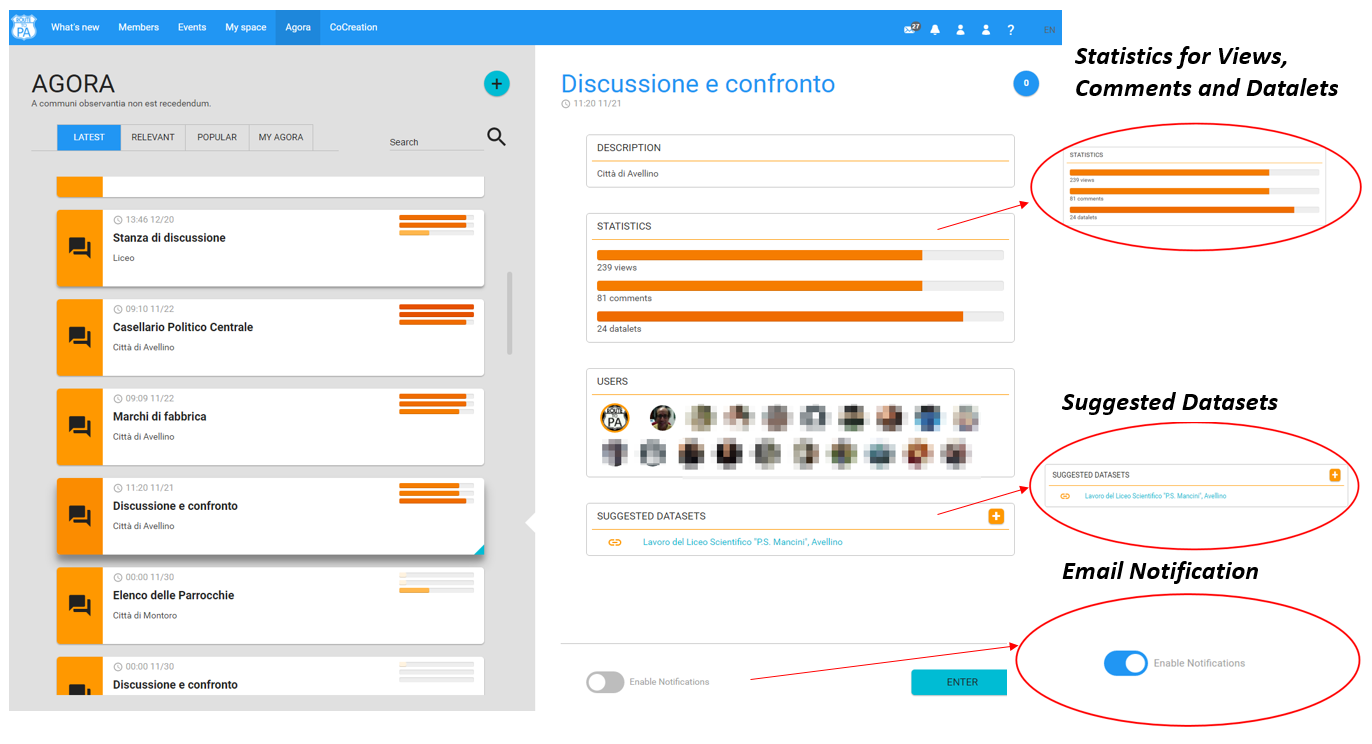 ROUTE
TO
PA
What's new
Members
Events
My space
Agora
CoCreation
27
?
EN
AGORA
A communi observantia non est recedendum.
+
LATEST
RELEVANT
POPULAR
MY AGORA
Search
13:46 12/20
Stanza di discussione
Liceo
09:10 11/22
Casellario Politico Centrale
Città di Avellino
09:09 11/22
Marchi di fabbrica
Città di Avellino
11:20 11/21
Discussione e confronto
Città di Avellino
00:00 11/30
Elenco delle Parrocchie
Città di Montoro
00:00 11/30
Discussione e confronto
Discussione e confronto
0
11:20 11/21
DESCRIPTION
Città di Avellino
STATISTICS
239 views
81 comments
24 datalets
USERS
ROUTE
PA
SUGGESTED DATASETS
+
Lavoro del Liceo Scientifico "P.S. Mancini", Avellino
Enable Notifications
ENTER
Statistics for Views,
Comments and Datalets
STATISTICS
239 views
81 comments
24 datalets
Suggested Datasets
SUGGESTED DATASETS
+
Lavoro del Liceo Scientifico "P.S. Mancini", Avellino
Email Notification
Enable Notifications